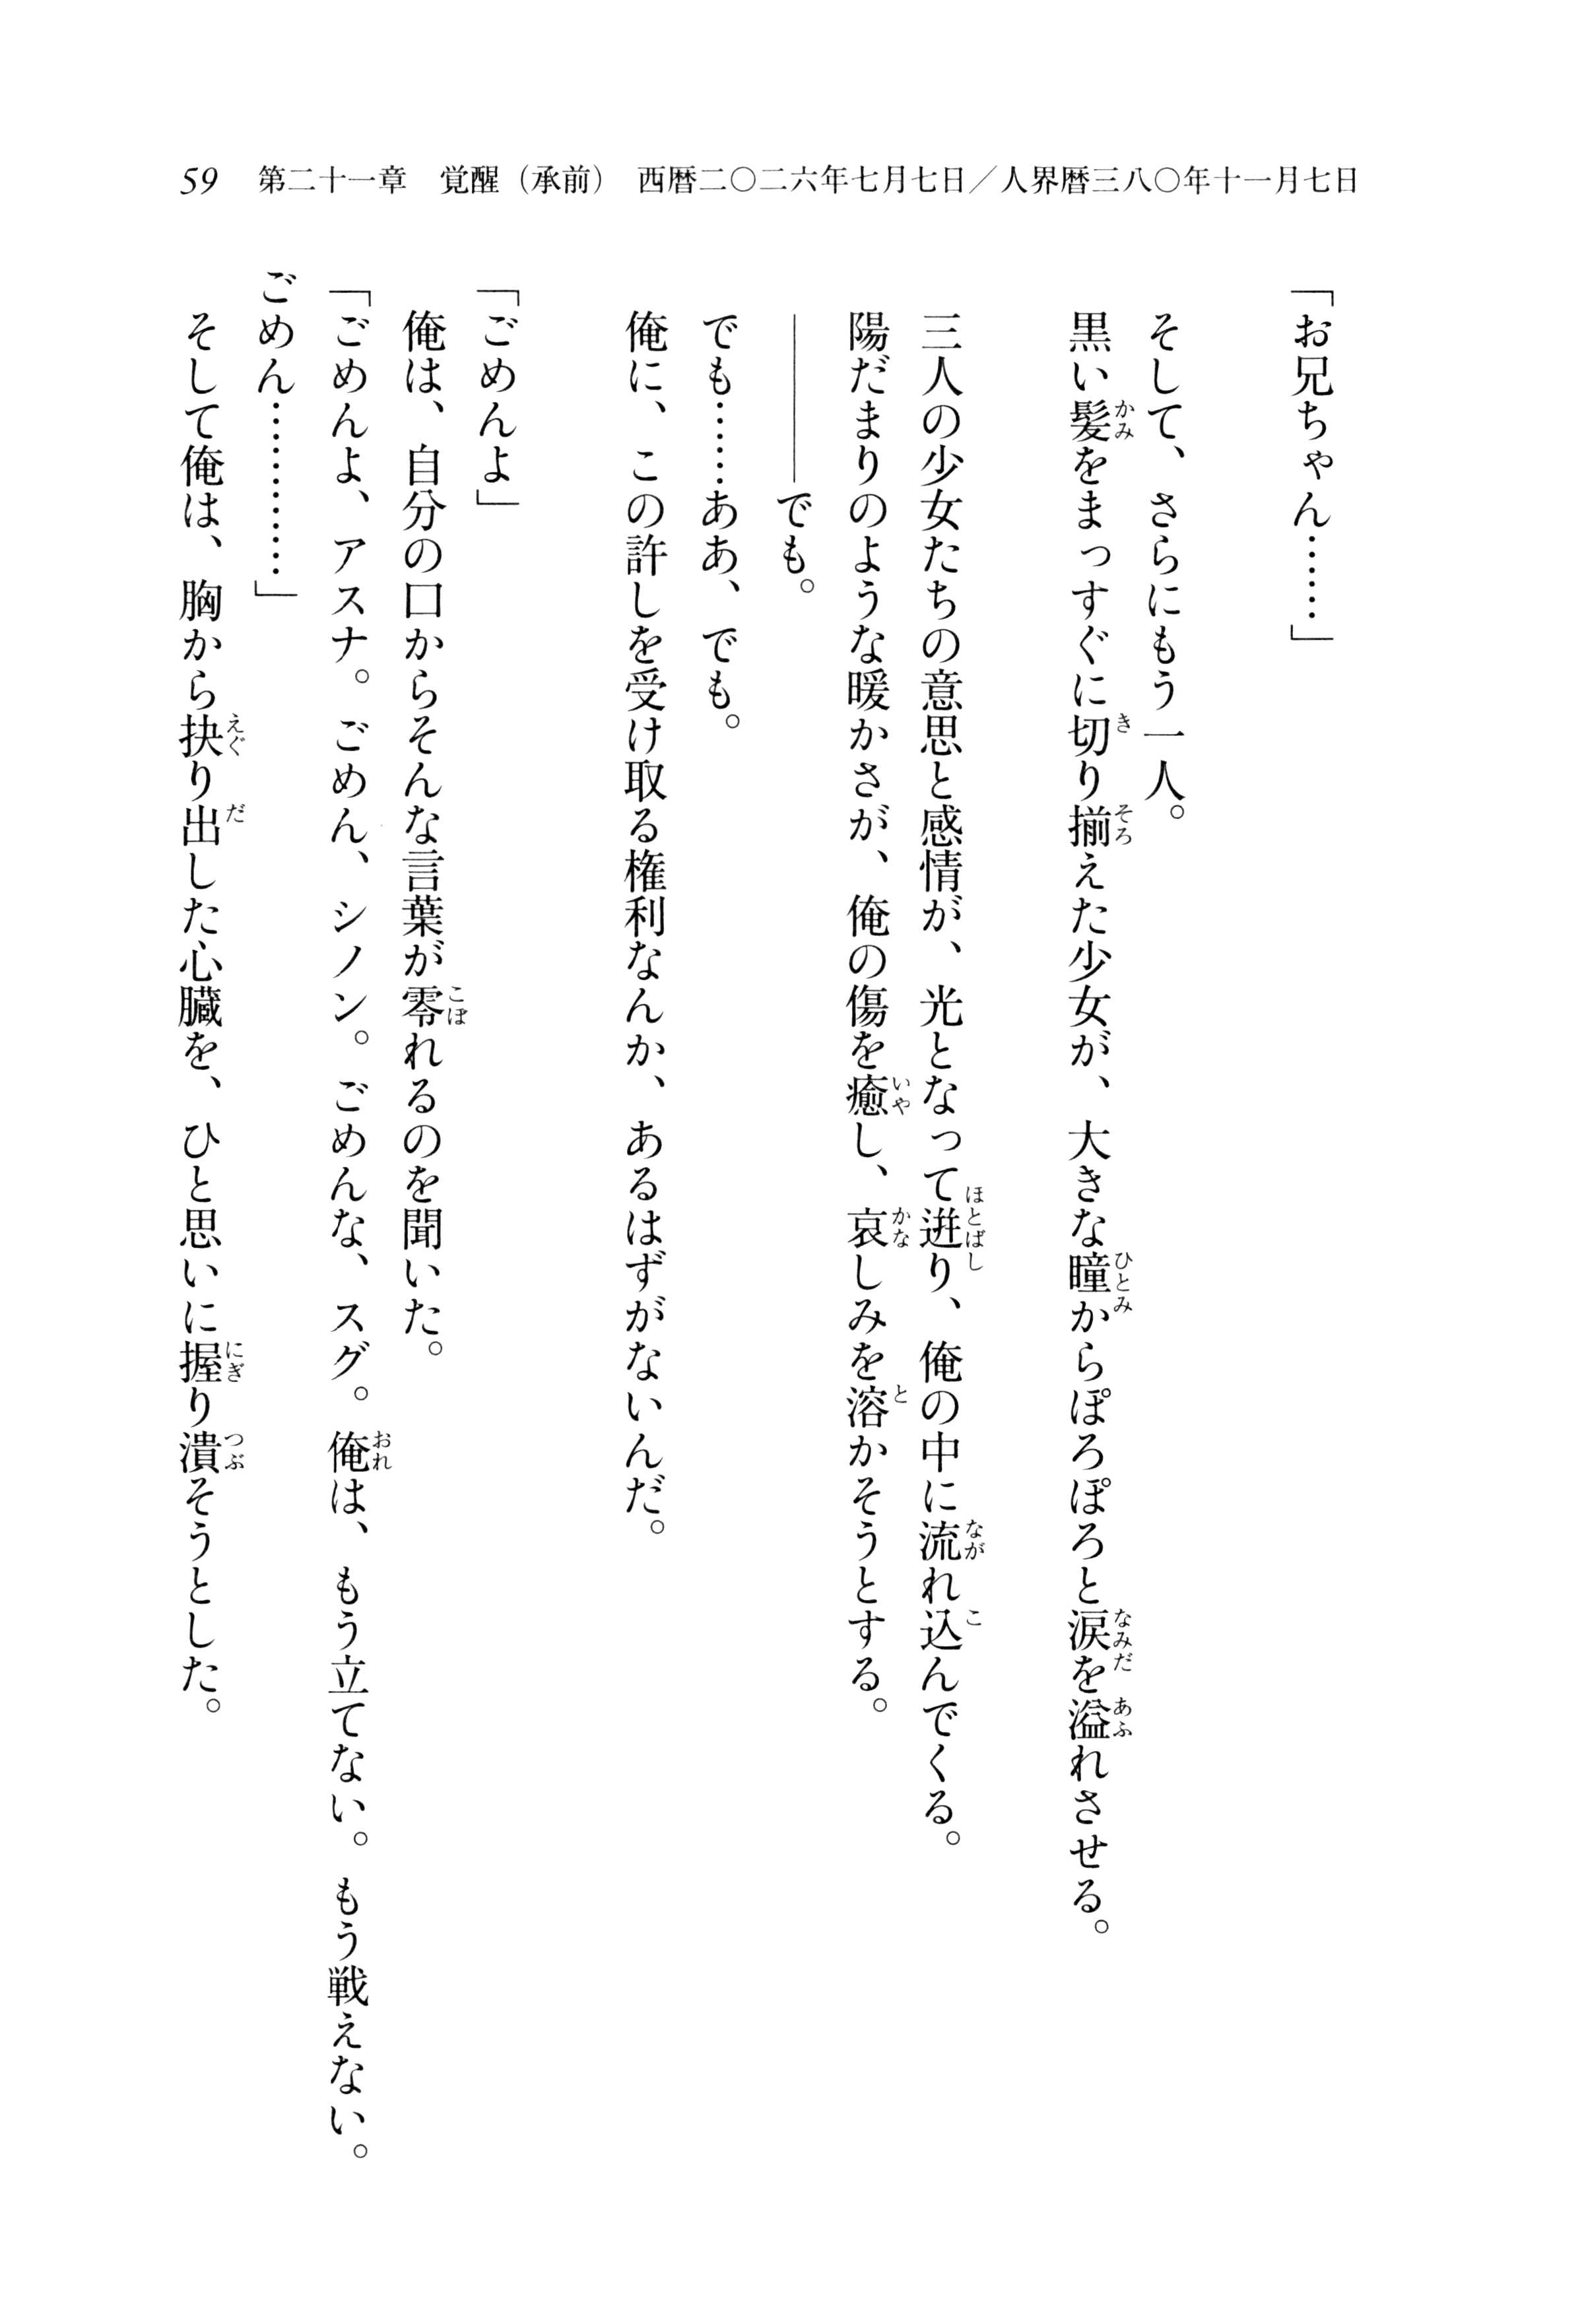 59 第二十一章 覚醒（承前） 西暦二〇二六年七月七日／人界暦三八〇年十一月七日
「お兄ちゃん……」
そして、さらにもう一人。
黒い髪をまっすぐに切り揃えた少女が、大きな瞳からぽろぽろと涙を溢れさせる。
三人の少女たちの意思と感情が、光となって迸り、俺の中に流れ込んでくる。
陽だまりのような暖かさが、俺の傷を癒し、哀しみを溶かそうとする。
――――でも。
でも……ああ、でも。
俺に、この許しを受け取る権利なんか、あるはずがないんだ。
「ごめんよ」
俺は、自分の口からそんな言葉が零れるのを聞いた。
「ごめんよ、アスナ。ごめん、シノン。ごめんな、スグ。俺は、もう立てない。もう戦えない。
ごめん…………」
そして俺は、胸から抉り出した心臓を、ひと思いに握り潰そうとした。